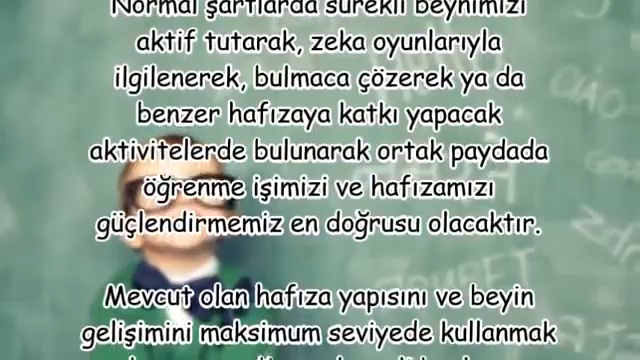 Normal şartlarda sürekli beynimizi
aktif tutarak, zeka oyunlarıyla
ilgilenerek, bulmaca çözerek ya da
benzer hafızaya katkı yapacak
aktivitelerde bulunarak ortak paydada
öğrenme işimizi ve hafızamızı
güçlendirmemiz en doğrusu olacaktır.
Mevcut olan hafıza yapısını ve beyin
gelişimini maksimum seviyede kullanmak
CIAO